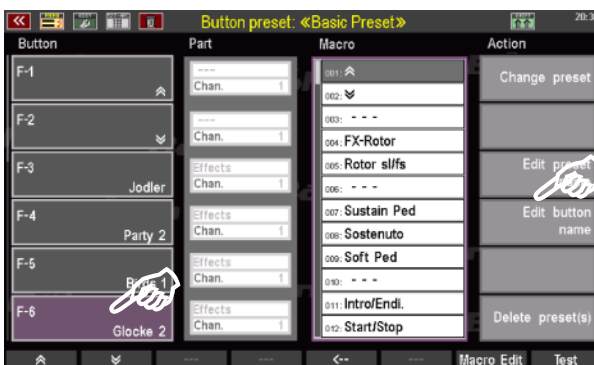 Button preset: «Basic Preset»
Button
Part
Macro
Action
F-1
---
Chan. 1
F-2
---
Chan. 1
F-3
Jodler
Effects
Chan. 1
F-4
Party 2
Effects
Chan. 1
F-5
1
Effects
Chan. 1
F-6
Glocke 2
Effects
Chan. 1
001:
002:
003: - - -
004: FX-Rotor
005: Rotor sl/fs
006: - - -
007: Sustain Ped
008: Sostenuto
009: Soft Ped
010: - - -
011: Intro/Endi.
012: Start/Stop
Change preset
Edit preset
Edit button
name
Delete preset(s)
---
---
<--
---
Macro Edit
Test